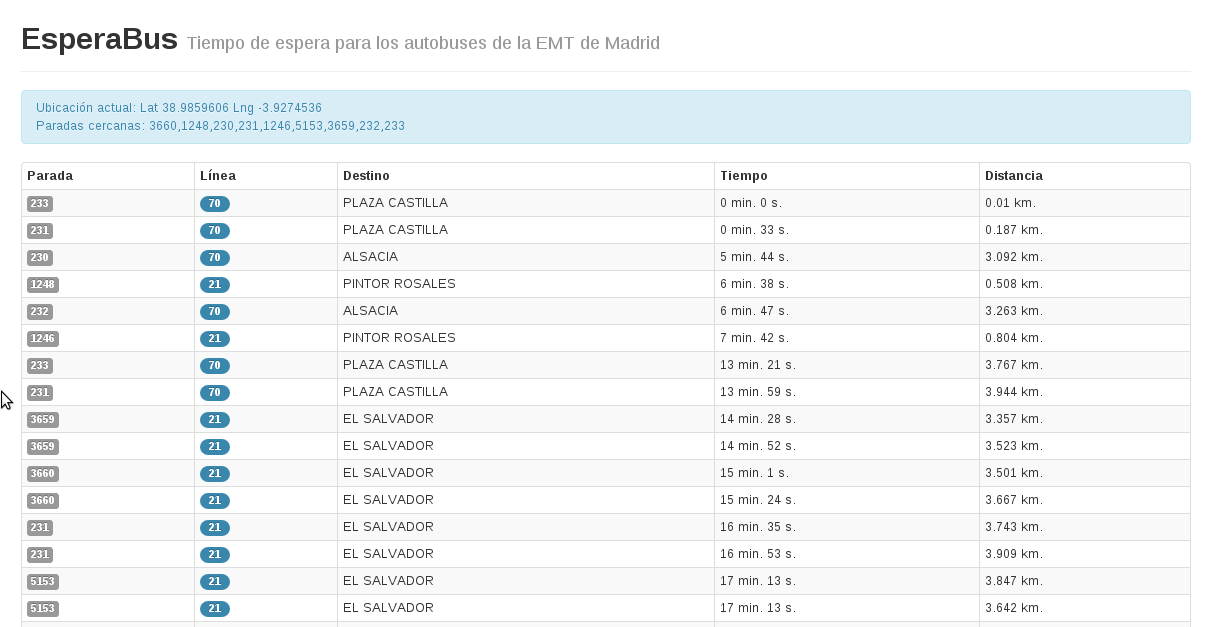 EsperaBus Tiempo de espera para los autobuses de la EMT de Madrid
Ubicación actual: Lat 38.9859606 Lng -3.9274536
Paradas cercanas: 3660,1248,230,231,1246,5153,3659,232,233
Parada Línea Destino Tiempo Distancia
233 70 PLAZA CASTILLA 0 min. 0 s. 0.01 km.
231 70 PLAZA CASTILLA 0 min. 33 s. 0.187 km.
230 70 ALSACIA 5 min. 44 s. 3.092 km.
1248 21 PINTOR ROSALES 6 min. 38 s. 0.508 km.
232 70 ALSACIA 6 min. 47 s. 3.263 km.
1246 21 PINTOR ROSALES 7 min. 42 s. 0.804 km.
233 70 PLAZA CASTILLA 13 min. 21 s. 3.767 km.
231 70 PLAZA CASTILLA 13 min. 59 s. 3.944 km.
3659 21 EL SALVADOR 14 min. 28 s. 3.357 km.
3659 21 EL SALVADOR 14 min. 52 s. 3.523 km.
3660 21 EL SALVADOR 15 min. 1 s. 3.501 km.
3660 21 EL SALVADOR 15 min. 24 s. 3.667 km.
231 21 EL SALVADOR 16 min. 35 s. 3.743 km.
231 21 EL SALVADOR 16 min. 53 s. 3.909 km.
5153 21 EL SALVADOR 17 min. 13 s. 3.847 km.
5153 21 EL SALVADOR 17 min. 13 s. 3.642 km.